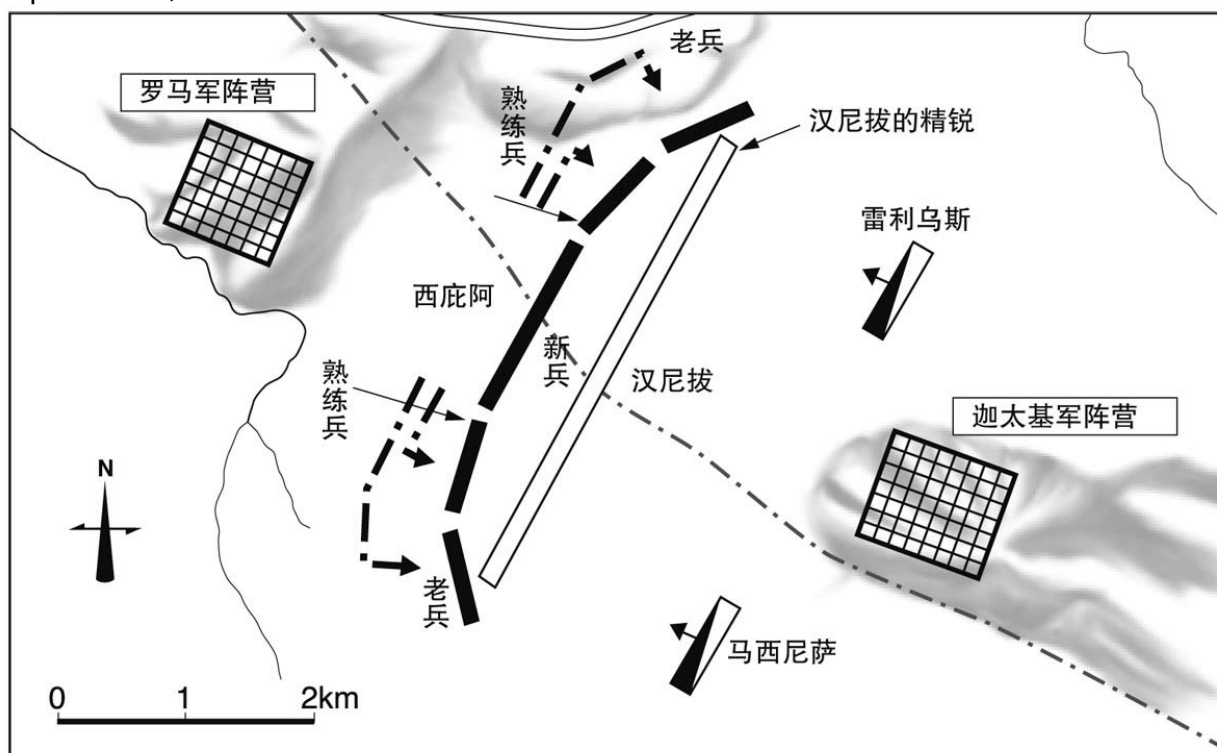 老兵
罗马军阵营
熟练兵
汉尼拔的精锐
雷利乌斯
西庇阿
新兵
汉尼拔
熟练兵
迦太基军阵营
N
老兵
马西尼萨
0 1 2km